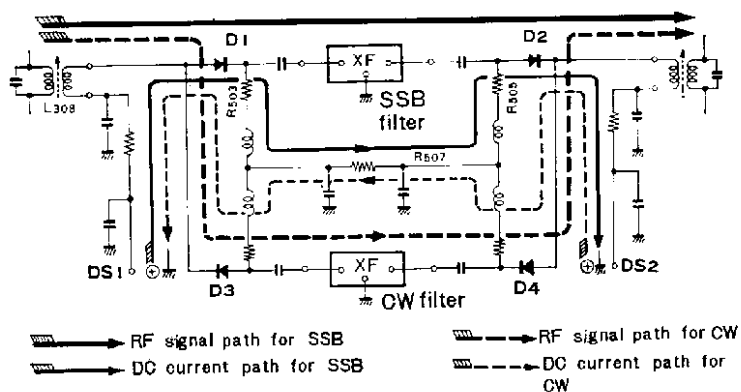 D1
D2
XF
SSB
filter
L308
R503
R505
R507
DS1
DS2
D3
XF
CW filter
D4
RF signal path for SSB
DC current path for SSB
RF signal path for CW
DC current path for
CW